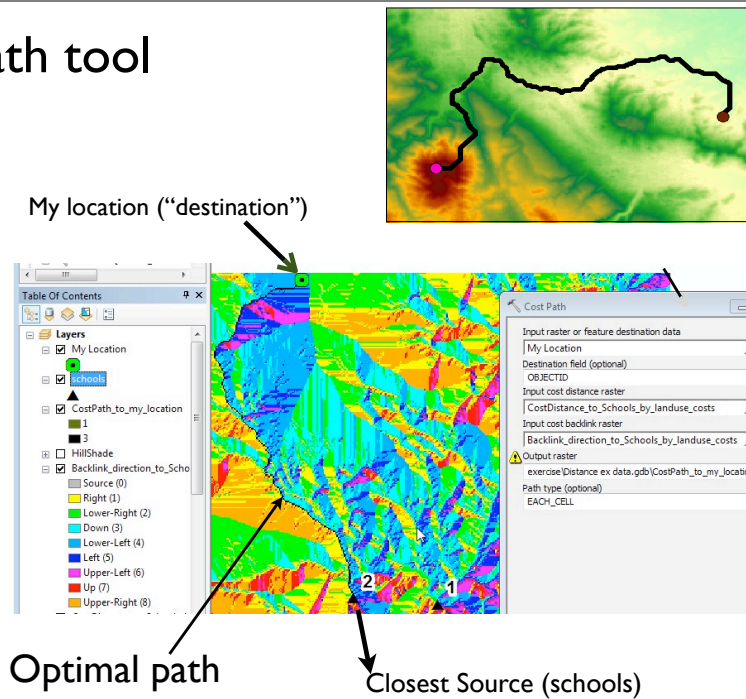 ath tool
My location ("destination")
Table Of Contents
Layers
My Location
schools
CostPath_to_my_location
1
3
HillShade
Backlink_direction_to_Scho
Source (0)
Right (1)
Lower-Right (2)
Down (3)
Lower-Left (4)
Left (5)
Upper-Left (6)
Up (7)
Upper-Right (8)
2
1
Cost Path
Input raster or feature destination data
My Location
Destination field (optional)
OBJECTID
Input cost distance raster
CostDistance_to_Schools_by_landuse_costs
Input cost backlink raster
Backlink_direction_to_Schools_by_landuse_costs
Output raster
exercise\Distance ex data.gdb\CostPath_to_my_locatio
Path type (optional)
EACH_CELL
Optimal path
Closest Source (schools)